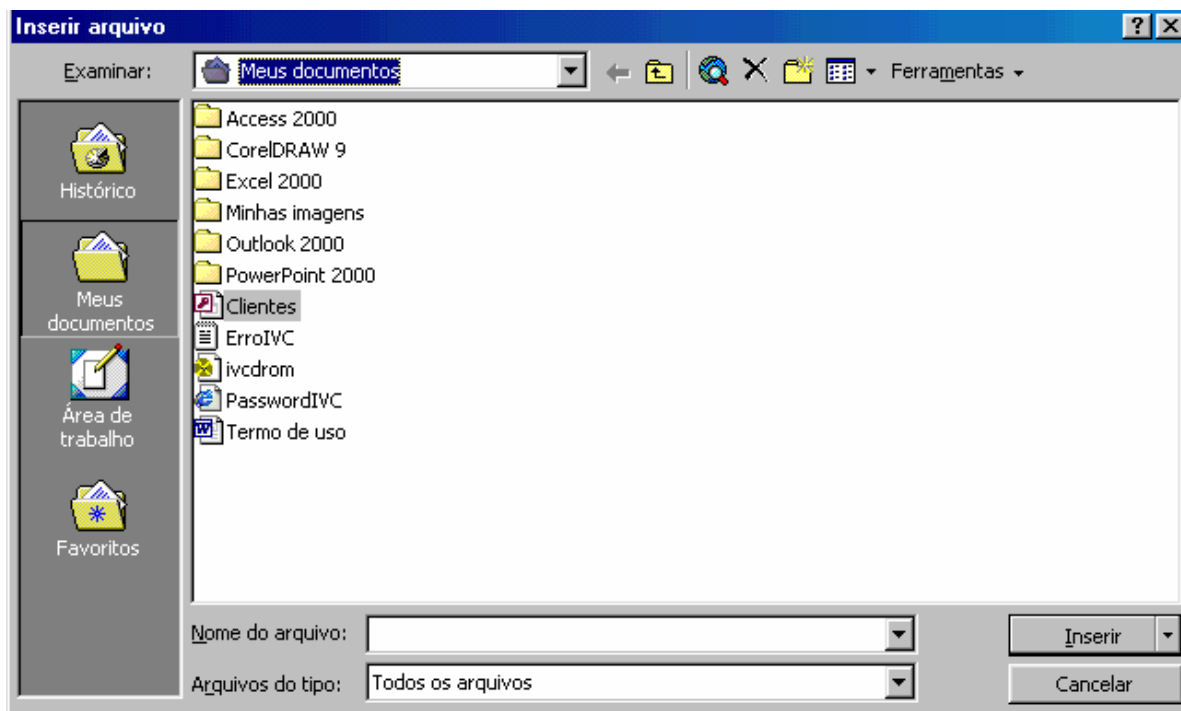 Inserir arquivo
Examinar:
Meus documentos
Ferramentas
Histórico
Meus
documentos
Área de
trabalho
Favoritos
Access 2000
CorelDRAW 9
Excel 2000
Minhas imagens
Outlook 2000
PowerPoint 2000
Clientes
ErroIVC
ivcdrom
PasswordIVC
Termo de uso
Nome do arquivo:
Inserir
Arquivos do tipo:
Todos os arquivos
Cancelar